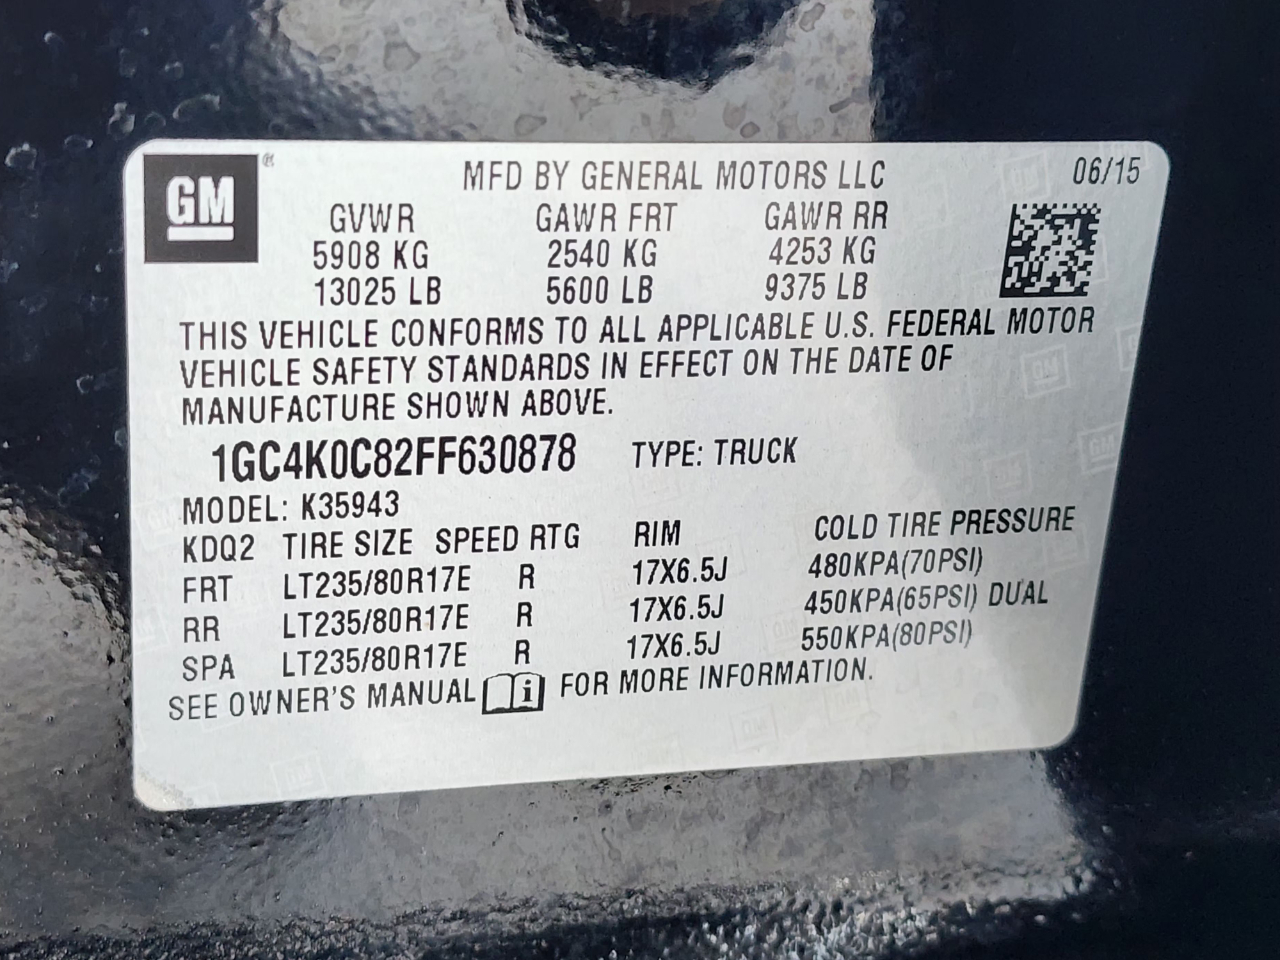 GM®
MFD BY GENERAL MOTORS LLC 06/15
GVWR GAWR FRT GAWR RR
5908 KG 2540 KG 4253 KG
13025 LB 5600 LB 9375 LB
THIS VEHICLE CONFORMS TO ALL APPLICABLE U.S. FEDERAL MOTOR
VEHICLE SAFETY STANDARDS IN EFFECT ON THE DATE OF
MANUFACTURE SHOWN ABOVE.
1GC4K0C82FF630878 TYPE: TRUCK
MODEL: K35943
KDQ2 TIRE SIZE SPEED RTG RIM COLD TIRE PRESSURE
FRT LT235/80R17E R 17X6.5J 480KPA(70PSI)
RR LT235/80R17E R 17X6.5J 450KPA(65PSI) DUAL
SPA LT235/80R17E R 17X6.5J 550KPA(80PSI)
SEE OWNER'S MANUAL i FOR MORE INFORMATION.